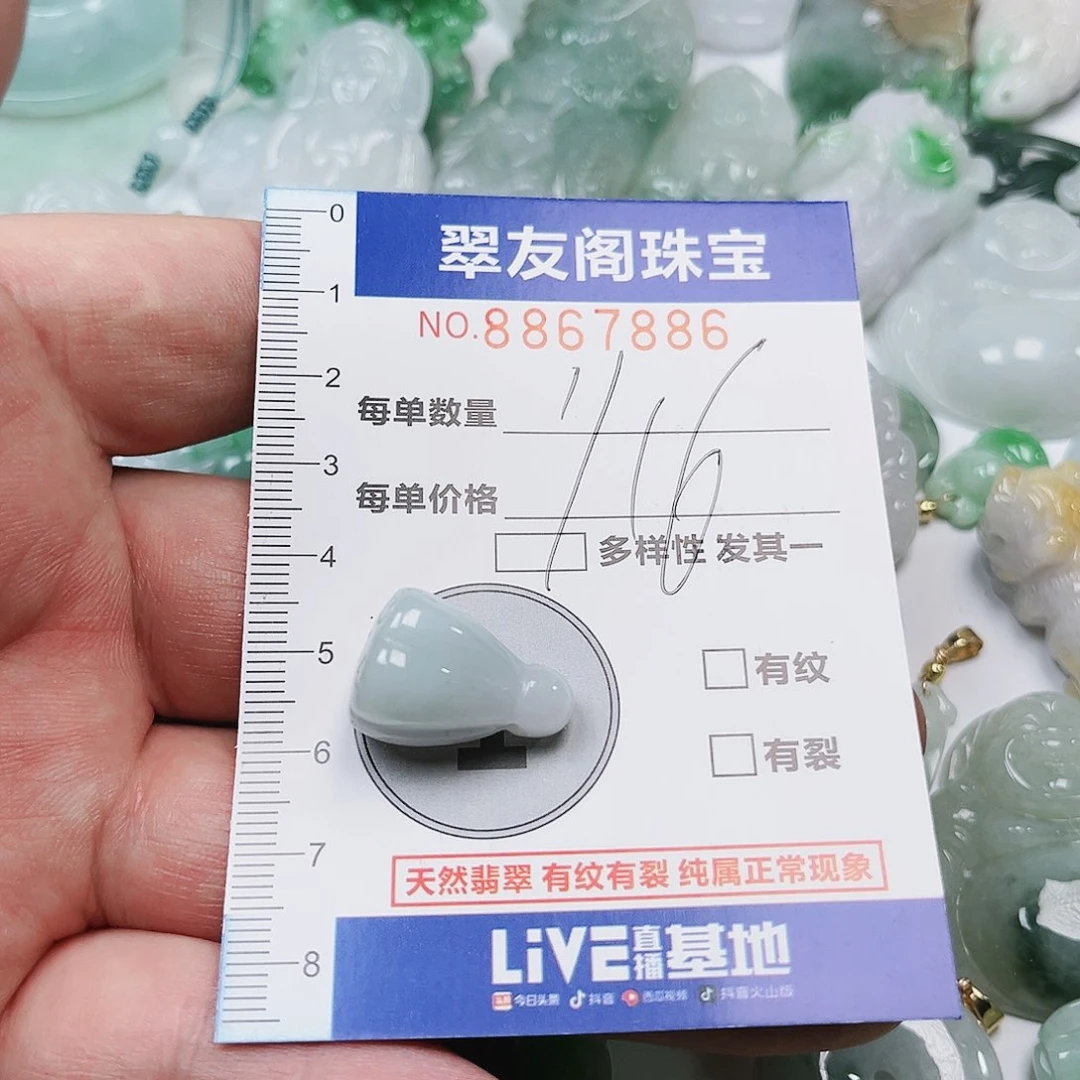 翠友阁珠宝
NO.8867886
每单数量
每单价格
多样性 发其一
有纹
有裂
天然翡翠 有纹有裂 纯属正常现象
LiVE直播基地
头条 今日头条 抖音 西瓜视频 抖音火山版
0
1
2
3
4
5
6
7
8